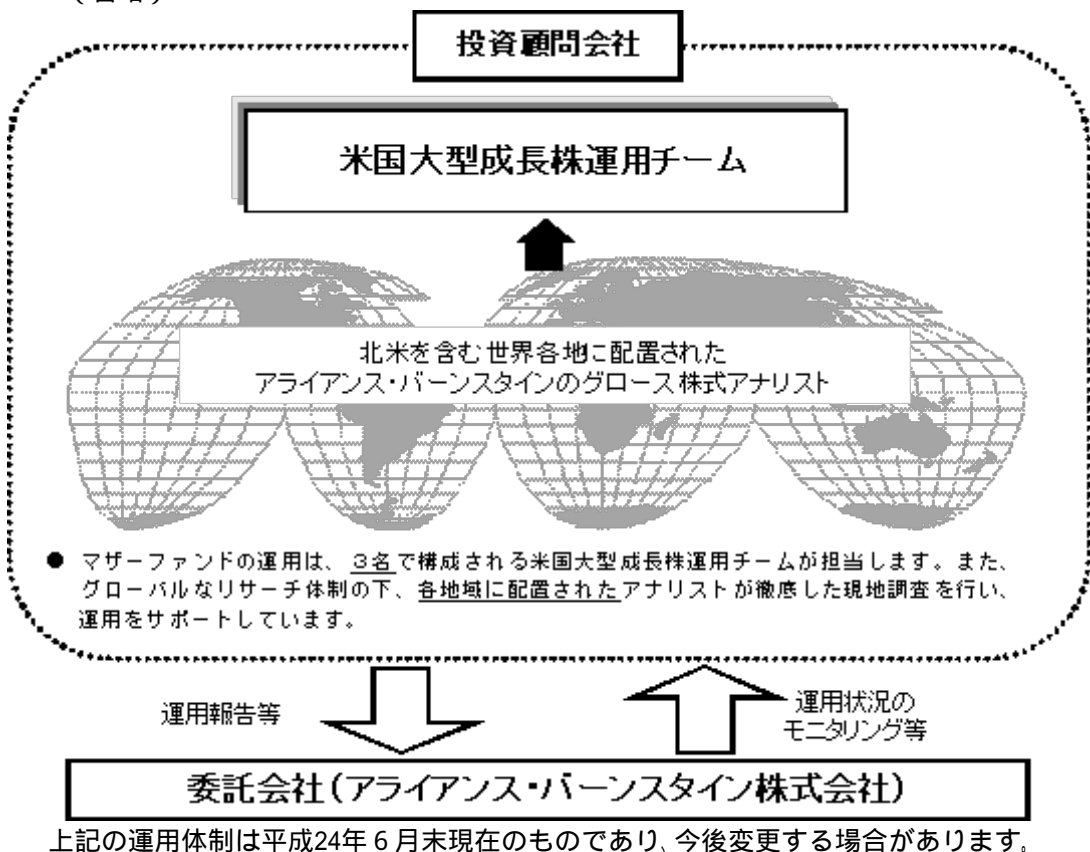 投資顧問会社
米国大型成長株運用チーム
北米を含む世界各地に配置された
アライアンス・バーンスタインのグロース株式アナリスト
● マザーファンドの運用は、3名で構成される米国大型成長株運用チームが担当します。また、
グローバルなリサーチ体制の下、各地域に配置されたアナリストが徹底した現地調査を行い、
運用をサポートしています。
運用報告等
運用状況の
モニタリング等
委託会社(アライアンス・バーンスタイン株式会社)
上記の運用体制は平成24年6月末現在のものであり、今後変更する場合があります。